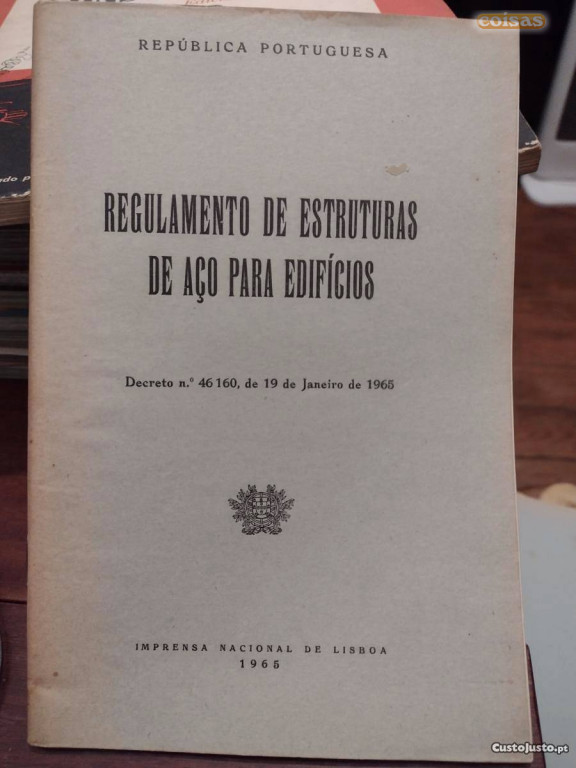 coisas
REPÚBLICA PORTUGUESA
REGULAMENTO DE ESTRUTURAS
DE AÇO PARA EDIFÍCIOS
Decreto n.º 46 160, de 19 de Janeiro de 1965
IMPRENSA NACIONAL DE LISBOA
1965
CustoJusto.pt